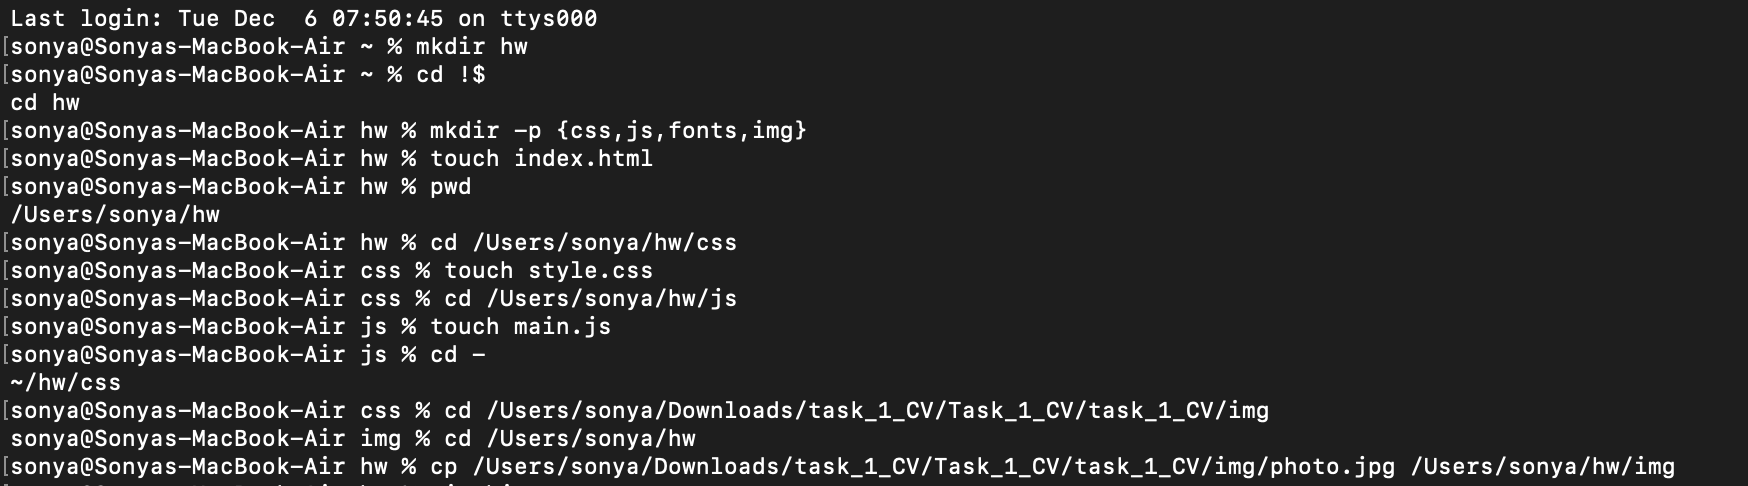 Last login: Tue Dec  6 07:50:45 on ttys000
[sonya@Sonyas-MacBook-Air ~ % mkdir hw
[sonya@Sonyas-MacBook-Air ~ % cd !$
cd hw
[sonya@Sonyas-MacBook-Air hw % mkdir -p {css,js,fonts,img}
[sonya@Sonyas-MacBook-Air hw % touch index.html
[sonya@Sonyas-MacBook-Air hw % pwd
/Users/sonya/hw
[sonya@Sonyas-MacBook-Air hw % cd /Users/sonya/hw/css
[sonya@Sonyas-MacBook-Air css % touch style.css
[sonya@Sonyas-MacBook-Air css % cd /Users/sonya/hw/js
[sonya@Sonyas-MacBook-Air js % touch main.js
[sonya@Sonyas-MacBook-Air js % cd -
~/hw/css
[sonya@Sonyas-MacBook-Air css % cd /Users/sonya/Downloads/task_1_CV/Task_1_CV/task_1_CV/img
sonya@Sonyas-MacBook-Air img % cd /Users/sonya/hw
[sonya@Sonyas-MacBook-Air hw % cp /Users/sonya/Downloads/task_1_CV/Task_1_CV/task_1_CV/img/photo.jpg /Users/sonya/hw/img